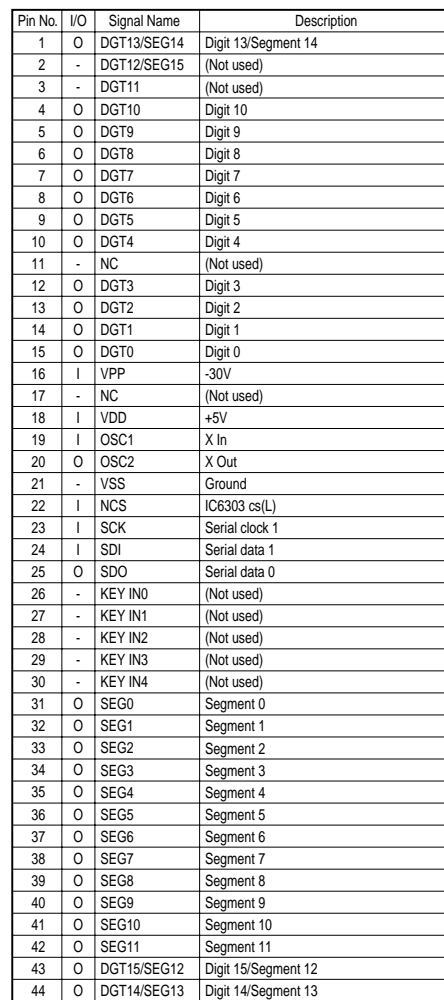 Pin No. I/O Signal Name Description
1 O DGT13/SEG14 Digit 13/Segment 14
2 - DGT12/SEG15 (Not used)
3 - DGT11 (Not used)
4 O DGT10 Digit 10
5 O DGT9 Digit 9
6 O DGT8 Digit 8
7 O DGT7 Digit 7
8 O DGT6 Digit 6
9 O DGT5 Digit 5
10 O DGT4 Digit 4
11 - NC (Not used)
12 O DGT3 Digit 3
13 O DGT2 Digit 2
14 O DGT1 Digit 1
15 O DGT0 Digit 0
16 I VPP -30V
17 - NC (Not used)
18 I VDD +5V
19 I OSC1 X In
20 O OSC2 X Out
21 - VSS Ground
22 I NCS IC6303 cs(L)
23 I SCK Serial clock 1
24 I SDI Serial data 1
25 O SDO Serial data 0
26 - KEY IN0 (Not used)
27 - KEY IN1 (Not used)
28 - KEY IN2 (Not used)
29 - KEY IN3 (Not used)
30 - KEY IN4 (Not used)
31 O SEG0 Segment 0
32 O SEG1 Segment 1
33 O SEG2 Segment 2
34 O SEG3 Segment 3
35 O SEG4 Segment 4
36 O SEG5 Segment 5
37 O SEG6 Segment 6
38 O SEG7 Segment 7
39 O SEG8 Segment 8
40 O SEG9 Segment 9
41 O SEG10 Segment 10
42 O SEG11 Segment 11
43 O DGT15/SEG12 Digit 15/Segment 12
44 O DGT14/SEG13 Digit 14/Segment 13